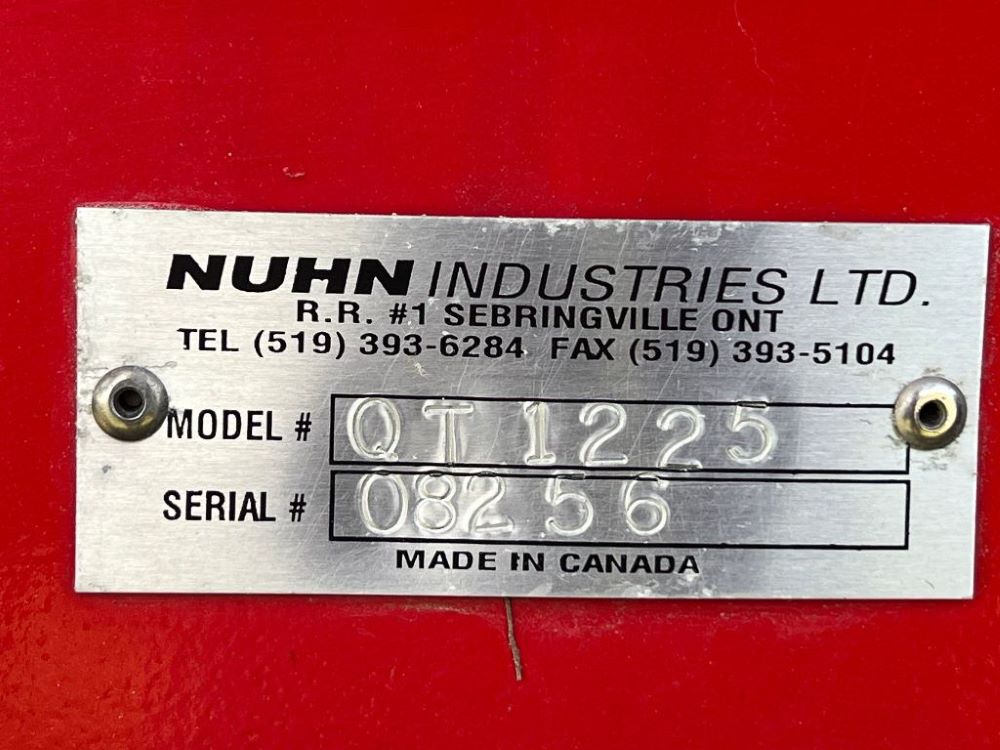 NUHN INDUSTRIES LTD.
R.R. #1 SEBRINGVILLE ONT
TEL (519) 393-6284 FAX (519) 393-5104
MODEL # QT 1225
SERIAL # 08256
MADE IN CANADA